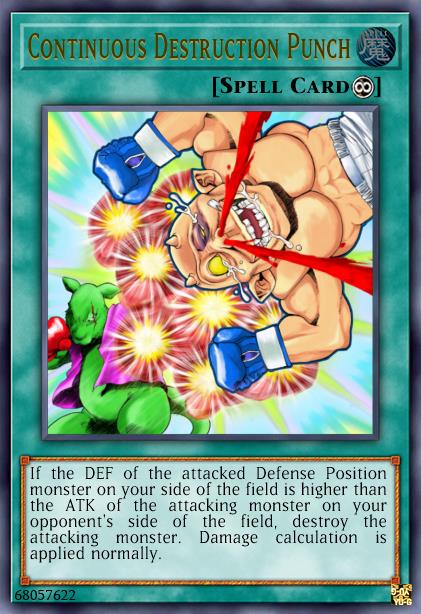 CONTINUOUS DESTRUCTION PUNCH
魔
[SPELL CARD]
If the DEF of the attacked Defense Position
monster on your side of the field is higher than
the ATK of the attacking monster on your
opponent's side of the field, destroy the
attacking monster. Damage calculation is
applied normally.
68057622